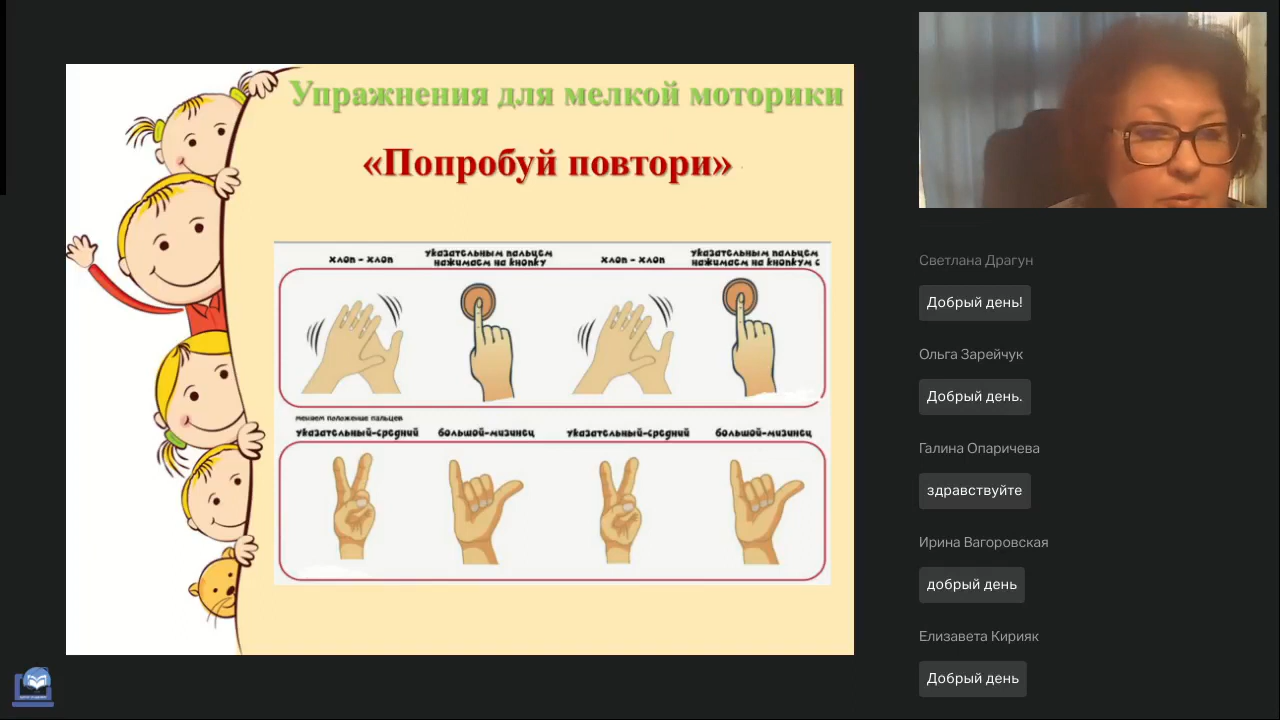 Упражнения для мелкой моторики
«Попробуй повтори»
хлоп - хлоп
указательным пальцем
нажимаем на кнопку
хлоп - хлоп
указательным пальцем
нажимаем на кнопкум с
меняем положение пальцев
указательный-средний
большой-мизинец
указательный-средний
большой-мизинец
Светлана Драгун
Добрый день!
Ольга Зарейчук
Добрый день.
Галина Опаричева
здравствуйте
Ирина Вагоровская
добрый день
Елизавета Кирияк
Добрый день